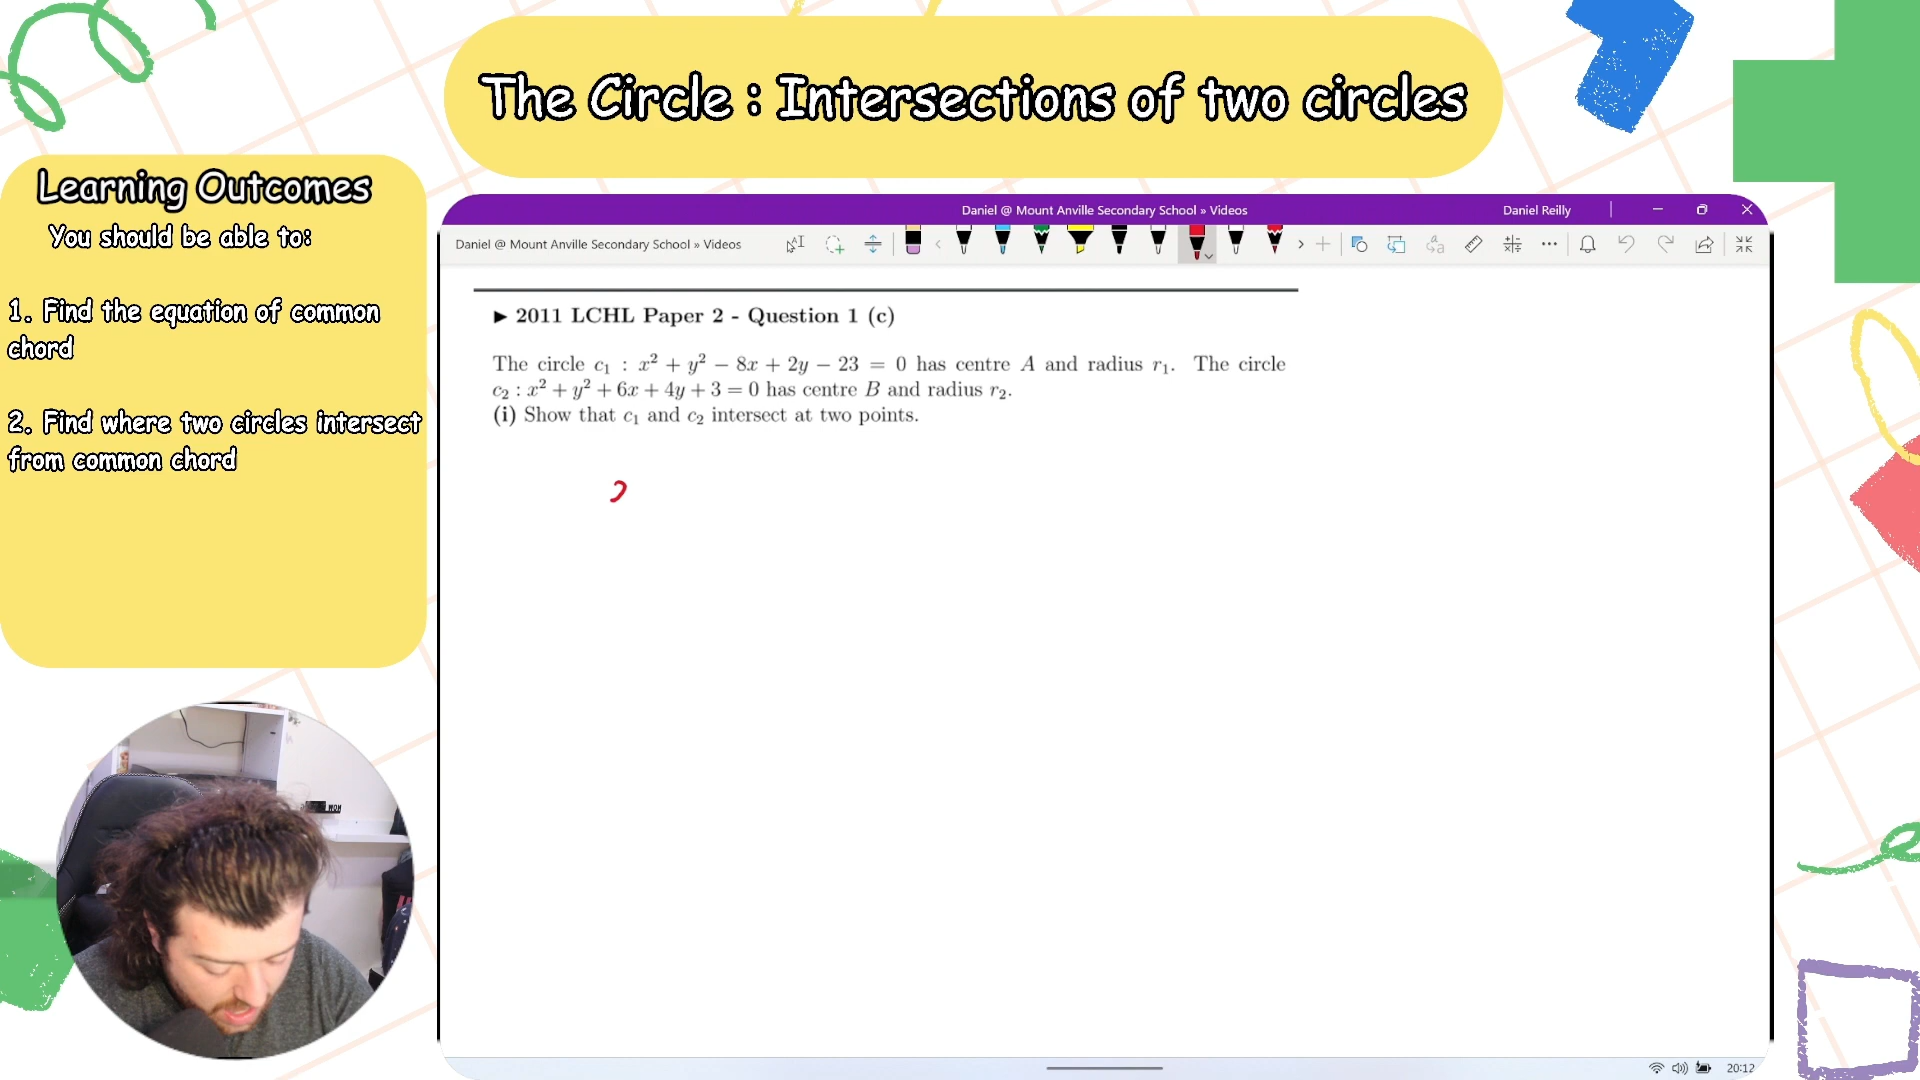 The Circle : Intersections of two circles
Learning Outcomes
You should be able to:
1. Find the equation of common
chord
2. Find where two circles intersect
from common chord
Daniel @ Mount Anville Secondary School » Videos
Daniel Reilly
Daniel @ Mount Anville Secondary School » Videos
► 2011 LCHL Paper 2 - Question 1 (c)
The circle c₁ : x² + y² − 8x + 2y − 23 = 0 has centre A and radius r₁. The circle
c₂ : x² + y² + 6x + 4y + 3 = 0 has centre B and radius r₂.
(i) Show that c₁ and c₂ intersect at two points.
20:12